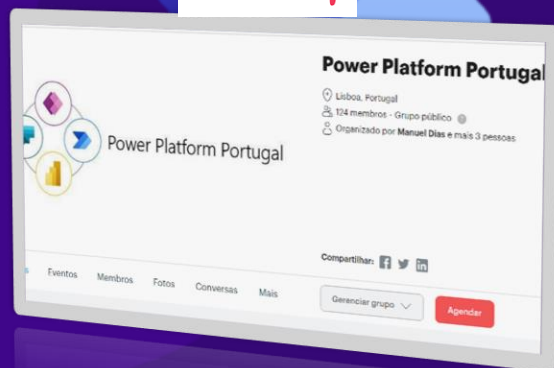 Power Platform Portugal
Power Platform Portugal
Lisboa, Portugal
124 membros · Grupo público
Organizado por Manuel Dias e mais 3 pessoas
Compartilhar:
Eventos Membros Fotos Conversas Mais
Gerenciar grupo
Agendar